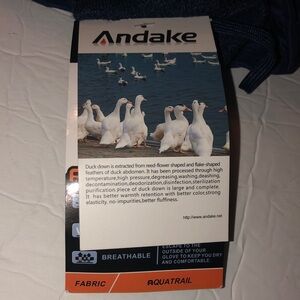 Andake
Duck down is extracted from reed-flower shaped and flake-shaped
feathers of duck abdomen. It has been processed through high
temperature,high pressure,degreasing,washing,deashing,
decontamination,deodorization,disinfection,sterilization
purification.Piece of duck down is large and complete.
It has better warmth retention with better color,strong
elasticity, no-impurities,better fluffiness.
http://www.andake.net
ESCAPE TO THE
OUTSIDE OF YOUR
BREATHABLE
GLOVE TO KEEP YOU DRY
AND COMFORTABLE.
FABRIC AQUATRAIL